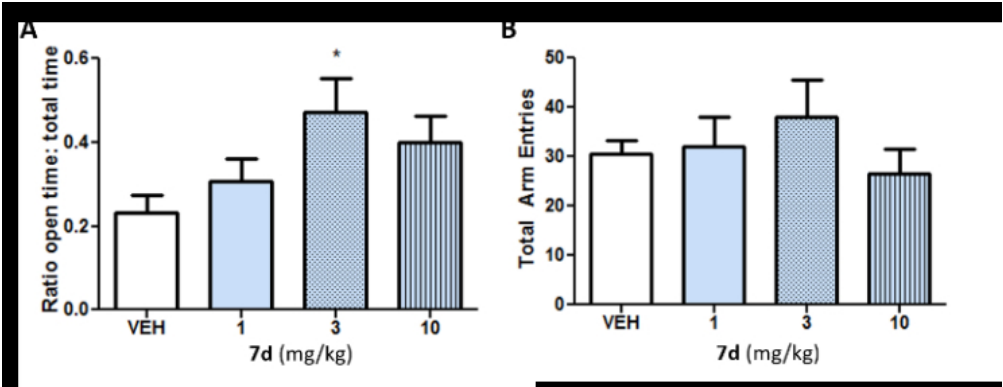 A
B
Ratio open time: total time
0.6
0.4
0.2
0.0
*
VEH 1 3 10
7d (mg/kg)
Total Arm Entries
50
40
30
20
10
0
VEH 1 3 10
7d (mg/kg)